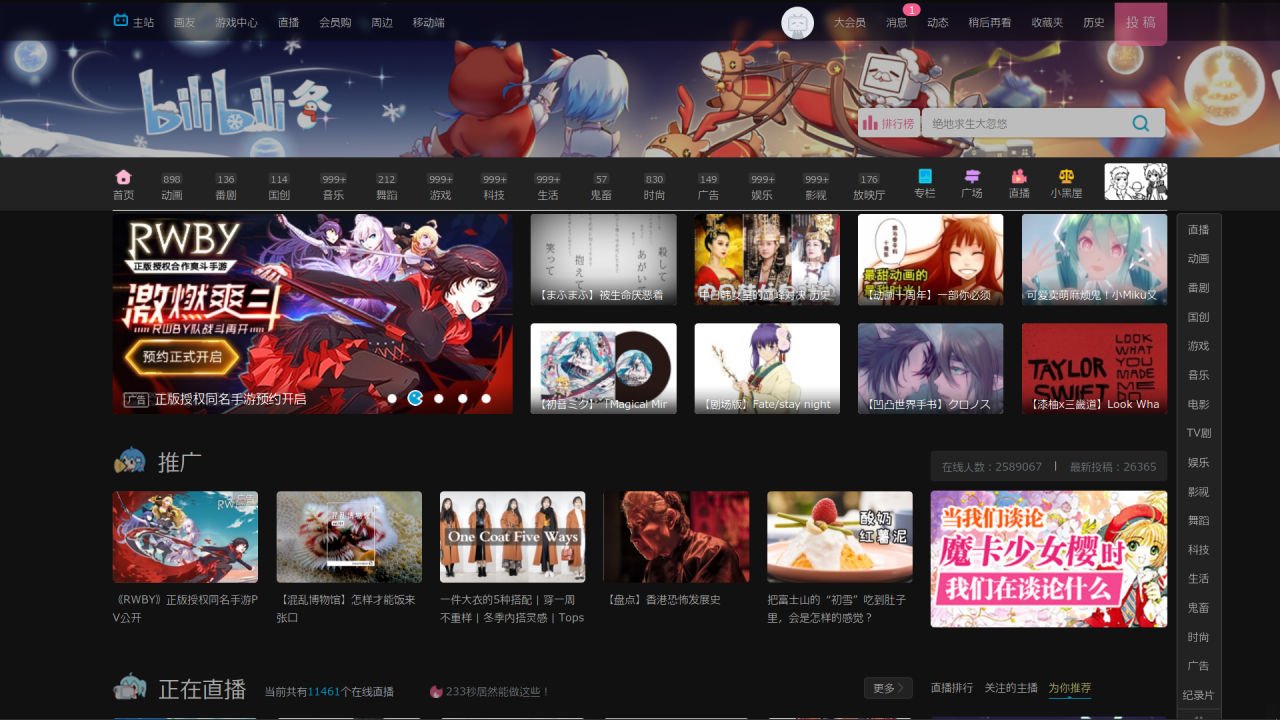 主站 画友 游戏中心 直播 会员购 周边 移动端
大会员 消息 1 动态 稍后再看 收藏夹 历史 投稿
bilibili 冬
排行榜 绝地求生大忽悠
首页 898 动画 136 番剧 114 国创 999+ 音乐 212 舞蹈 999+ 游戏 999+ 科技 999+ 生活 57 鬼畜 830 时尚 149 广告 999+ 娱乐 999+ 影视 176 放映厅 专栏 广场 直播 小黑屋
RWBY
正版授权合作爽斗手游
激燃爽斗
RWBY队战斗再开
预约正式开启
广告 正版授权同名手游预约开启
【まふまふ】被生命厌恶着
中日韩女皇的巅峰对决 历史
最甜动画的
【动画十周年】一部你必须
可爱卖萌麻烦鬼！小Miku又
【初音ミク】「Magical Mir
【剧场版】Fate/stay night
【凹凸世界手书】クロノス
TAYLOR SWIFT
LOOK WHAT YOU MADE ME DO
【漆柚x三畿道】Look Wha
直播
动画
番剧
国创
游戏
音乐
电影
TV剧
娱乐
影视
舞蹈
科技
生活
鬼畜
时尚
广告
纪录片
推广
在线人数：2589067 | 最新投稿：26365
广告
RWBY
《RWBY》正版授权同名手游P
V公开
混乱博物馆
【混乱博物馆】怎样才能饭来
张口
One Coat Five Ways
一件大衣的5种搭配 | 穿一周
不重样 | 冬季内搭灵感 | Tops
【盘点】香港恐怖发展史
酸奶
红薯泥
把富士山的“初雪”吃到肚子
里，会是怎样的感觉？
当我们谈论
魔卡少女樱时
我们在谈论什么
正在直播 当前共有11461个在线直播 233秒居然能做这些！
更多 直播排行 关注的主播 为你推荐